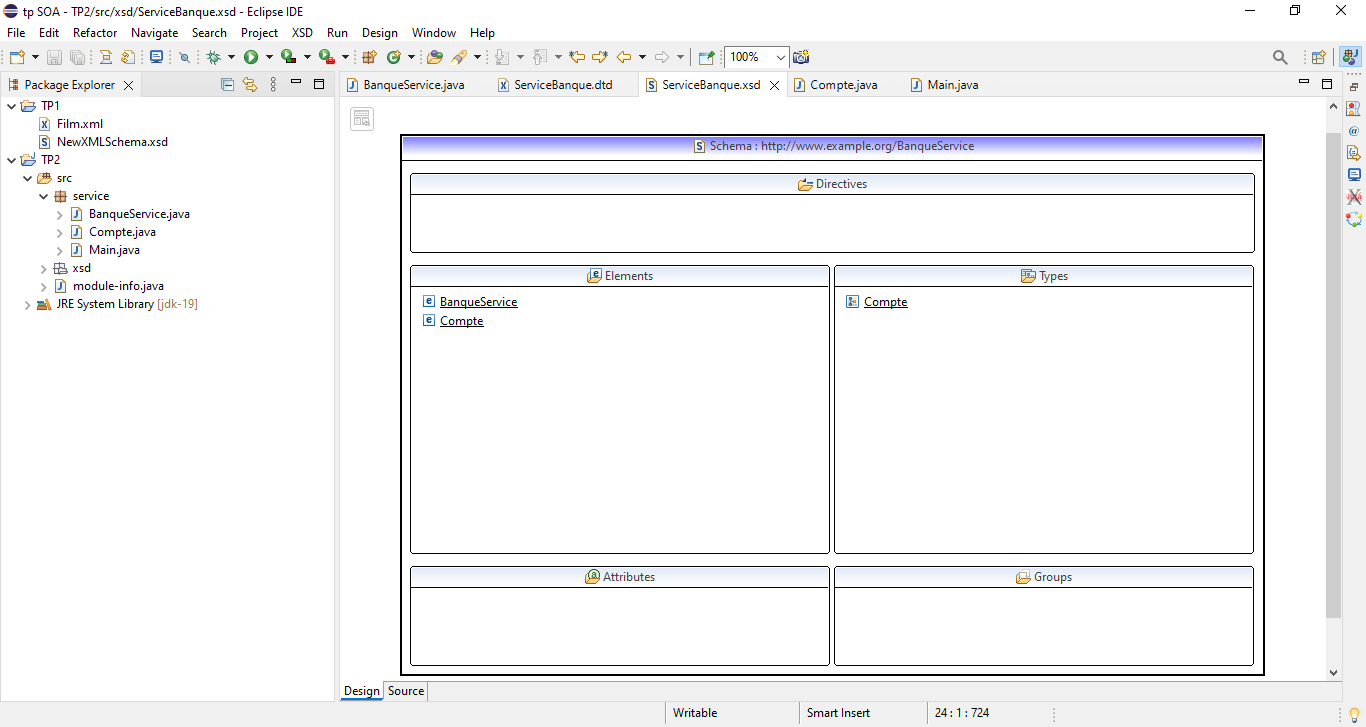 tp SOA - TP2/src/xsd/ServiceBanque.xsd - Eclipse IDE
File Edit Refactor Navigate Search Project XSD Run Design Window Help
100%
Package Explorer
BanqueService.java ServiceBanque.dtd ServiceBanque.xsd Compte.java Main.java
TP1
Film.xml
NewXMLSchema.xsd
TP2
src
service
BanqueService.java
Compte.java
Main.java
xsd
module-info.java
JRE System Library [jdk-19]
Schema : http://www.example.org/BanqueService
Directives
Elements
BanqueService
Compte
Types
Compte
Attributes
Groups
Design Source
Writable Smart Insert 24 : 1 : 724